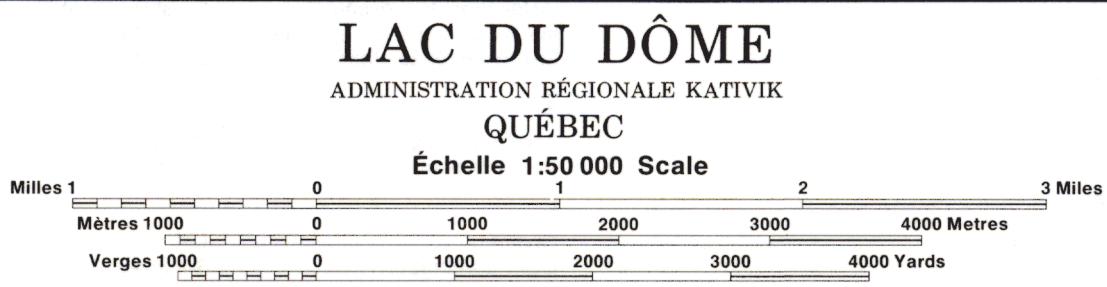 LAC DU DÔME
ADMINISTRATION RÉGIONALE KATIVIK
QUÉBEC
Échelle 1:50 000 Scale
Milles 1 0 1 2 3 Miles
Mètres 1000 0 1000 2000 3000 4000 Metres
Verges 1000 0 1000 2000 3000 4000 Yards